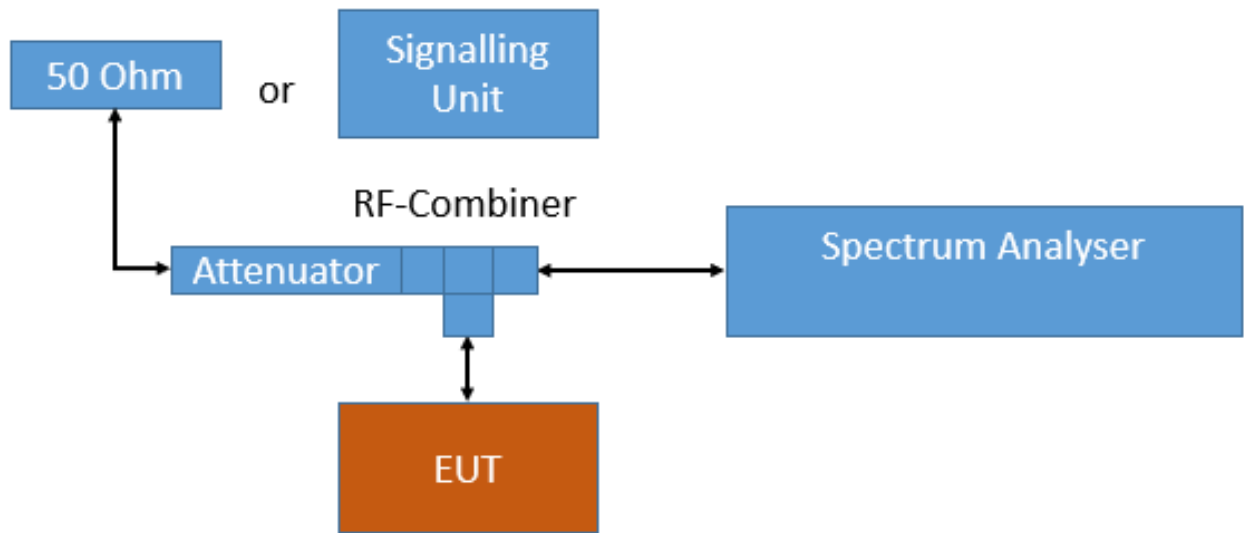 50 Ohm
or
Signalling
Unit
RF-Combiner
Attenuator
Spectrum Analyser
EUT